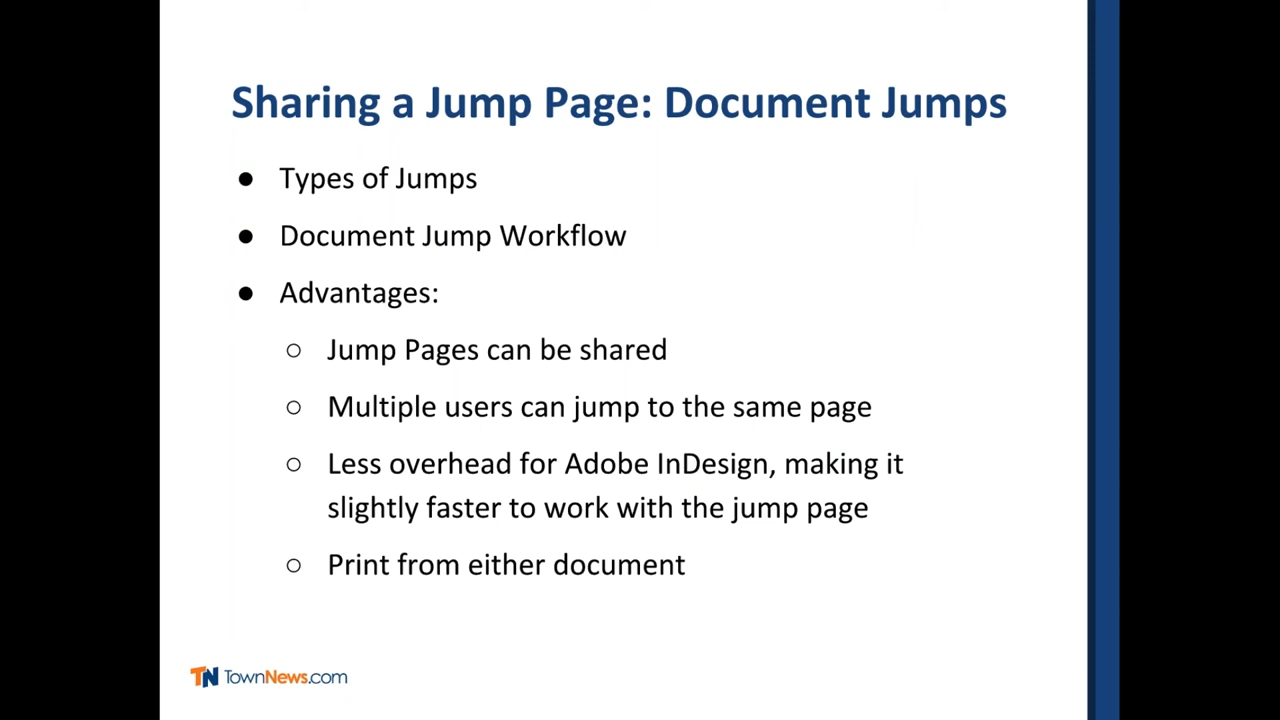 Sharing a Jump Page: Document Jumps
● Types of Jumps
● Document Jump Workflow
● Advantages:
○ Jump Pages can be shared
○ Multiple users can jump to the same page
○ Less overhead for Adobe InDesign, making it
slightly faster to work with the jump page
○ Print from either document
TN TownNews.com